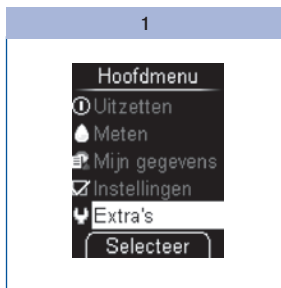 1
Hoofdmenu
Uitzetten
Meten
Mijn gegevens
Instellingen
Extra's
Selecteer